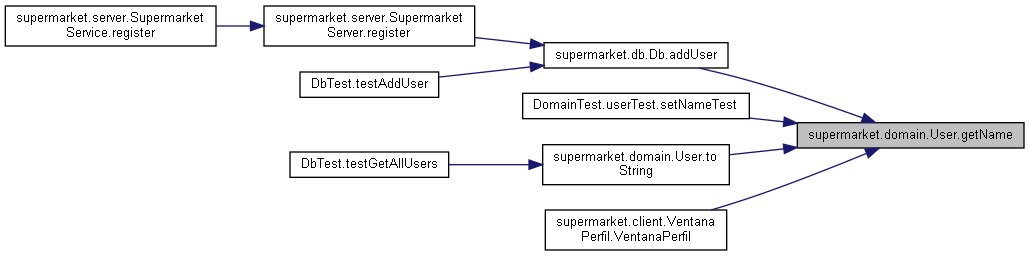 supermarket.server.Supermarket
Service.register
supermarket.server.Supermarket
Server.register
supermarket.db.Db.addUser
DbTest.testAddUser
DomainTest.userTest.setNameTest
supermarket.domain.User.getName
DbTest.testGetAllUsers
supermarket.domain.User.to
String
supermarket.client.Ventana
Perfil.VentanaPerfil